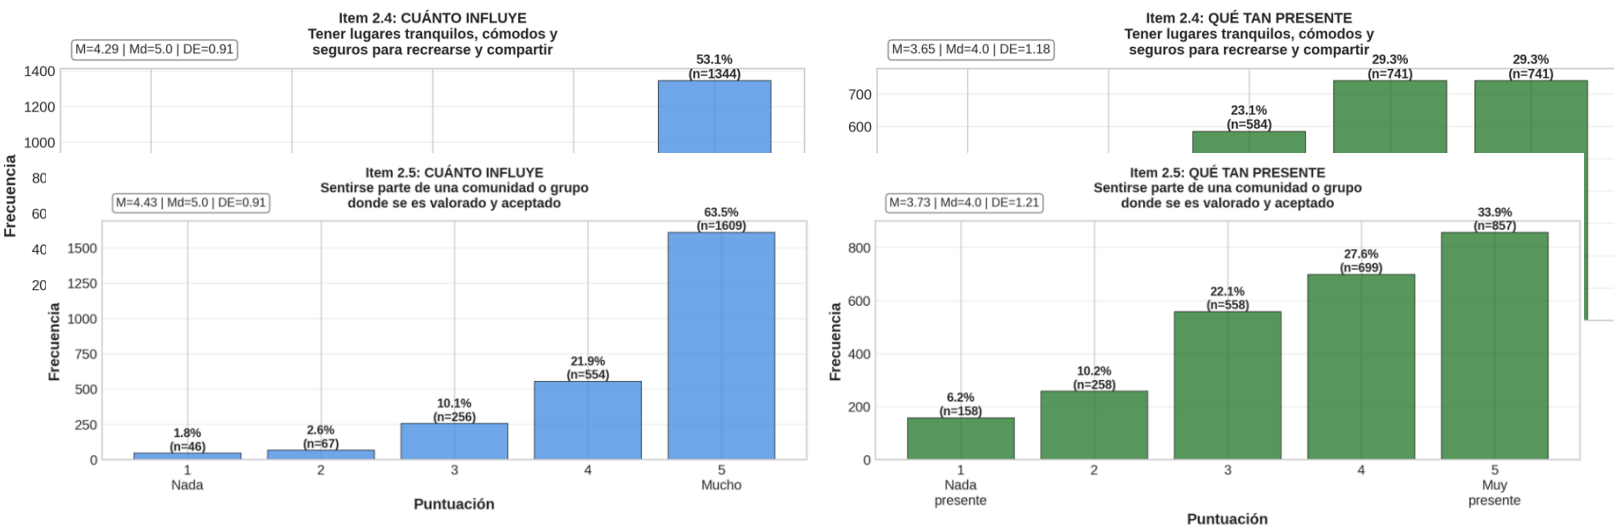 Item 2.4: CUÁNTO INFLUYE
Tener lugares tranquilos, cómodos y
seguros para recrearse y compartir
M=4.29 | Md=5.0 | DE=0.91
53.1%
(n=1344)
1400
1200
1000
80
60
40
20
Frecuencia
Item 2.4: QUÉ TAN PRESENTE
Tener lugares tranquilos, cómodos y
seguros para recrearse y compartir
M=3.65 | Md=4.0 | DE=1.18
29.3%
(n=741)
29.3%
(n=741)
23.1%
(n=584)
700
600
Item 2.5: CUÁNTO INFLUYE
Sentirse parte de una comunidad o grupo
donde se es valorado y aceptado
M=4.43 | Md=5.0 | DE=0.91
63.5%
(n=1609)
21.9%
(n=554)
10.1%
(n=256)
2.6%
(n=67)
1.8%
(n=46)
1500
1250
1000
750
500
250
0
Frecuencia
1 2 3 4 5
Nada Mucho
Puntuación
Item 2.5: QUÉ TAN PRESENTE
Sentirse parte de una comunidad o grupo
donde se es valorado y aceptado
M=3.73 | Md=4.0 | DE=1.21
33.9%
(n=857)
27.6%
(n=699)
22.1%
(n=558)
10.2%
(n=258)
6.2%
(n=158)
800
600
400
200
0
Frecuencia
1 2 3 4 5
Nada Muy
presente presente
Puntuación